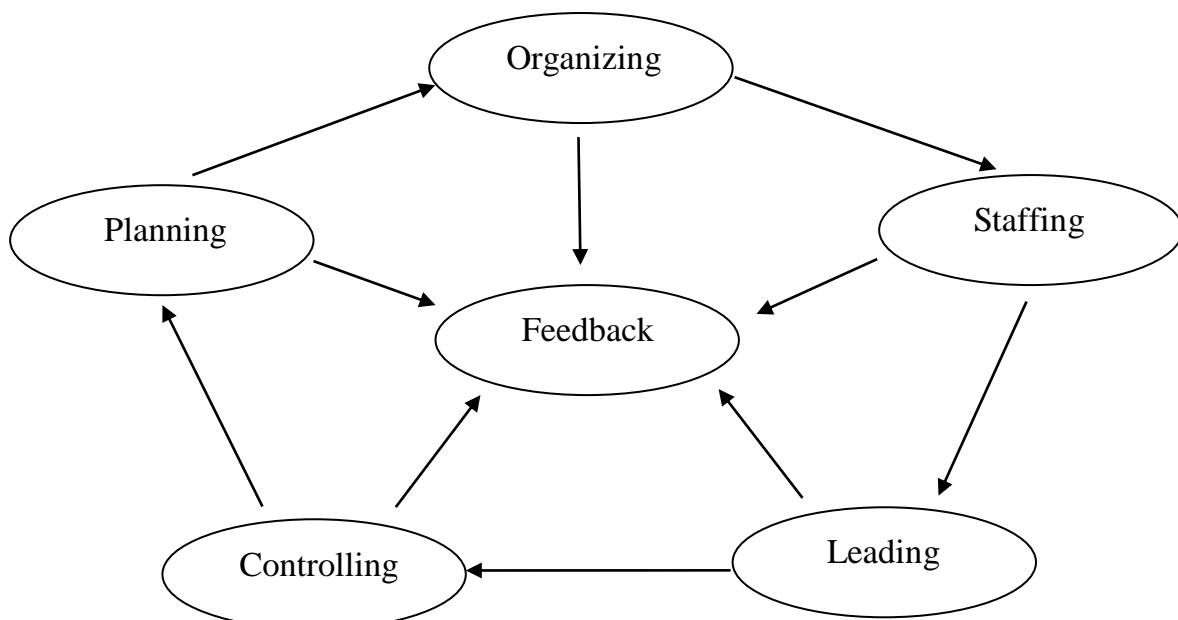 Organizing
Planning
Staffing
Feedback
Controlling
Leading